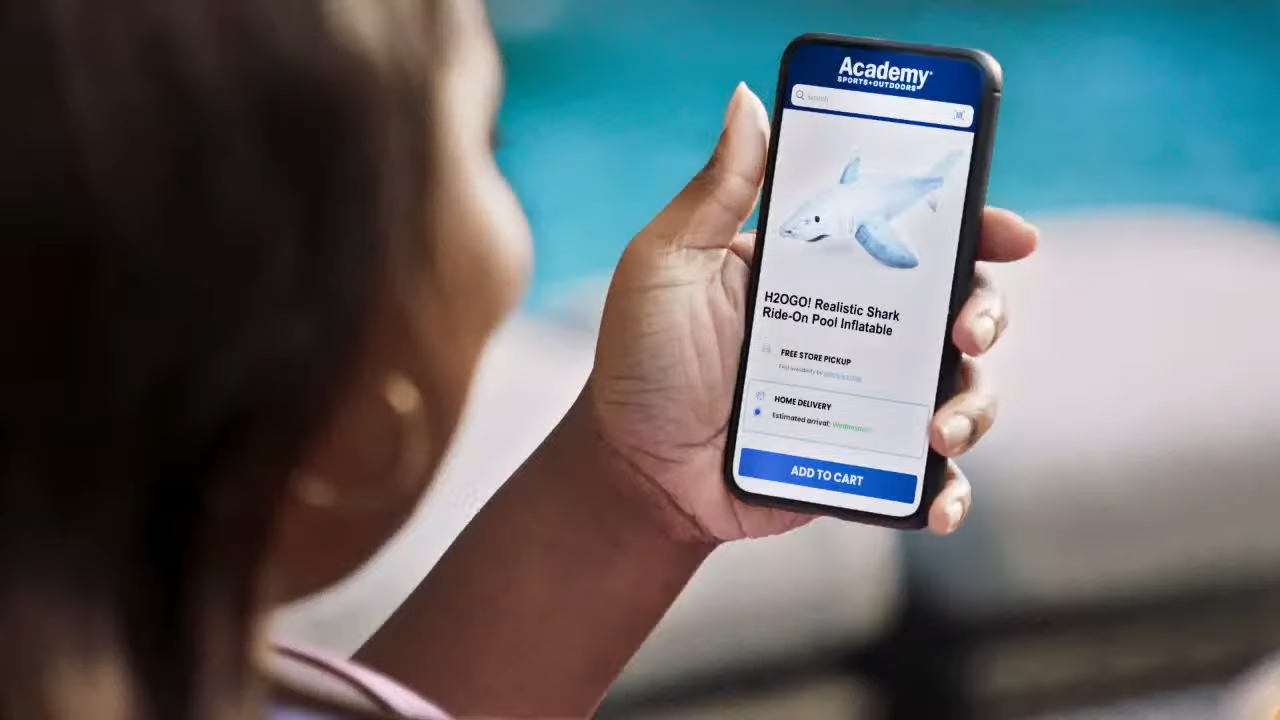 Academy
SPORTS+OUTDOORS
Search
H2OGO! Realistic Shark
Ride-On Pool Inflatable
FREE STORE PICKUP
HOME DELIVERY
Estimated arrival:
ADD TO CART